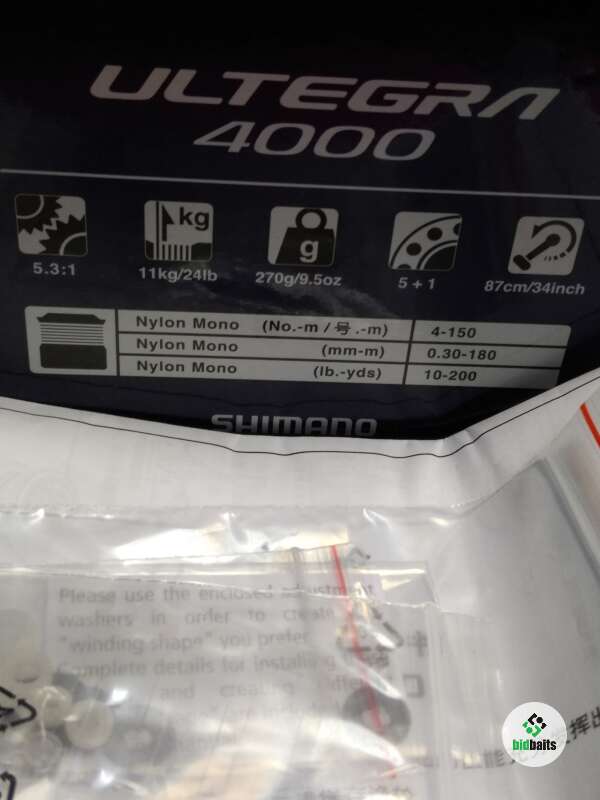 ULTEGRA
4000
kg
g
5.3:1
11kg/24lb
270g/9.5oz
5 + 1
87cm/34inch
Nylon Mono (No.-m / 号 .-m) 4-150
Nylon Mono (mm-m) 0.30-180
Nylon Mono (lb.-yds) 10-200
SHIMANO
Please use the enclosed adjustment
washers in order to create
"winding shape" you prefer
Complete details for installing
and creating
bidbaits